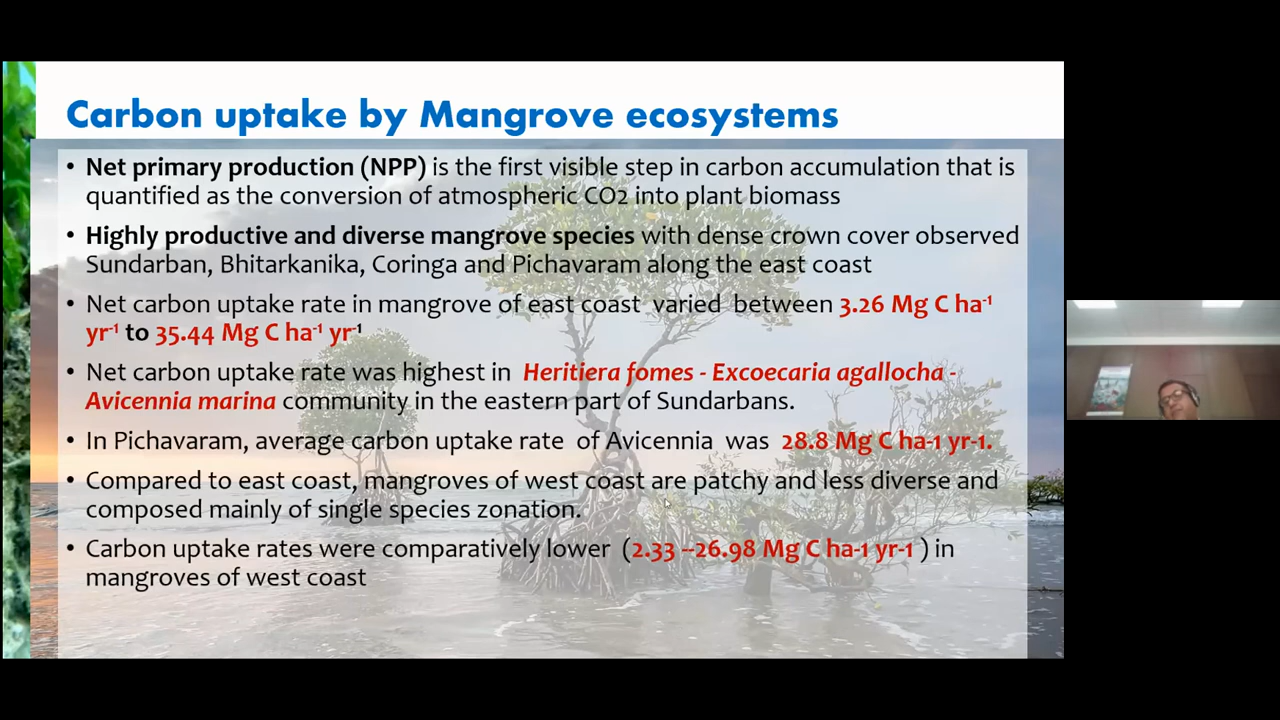 Carbon uptake by Mangrove ecosystems
• Net primary production (NPP) is the first visible step in carbon accumulation that is
quantified as the conversion of atmospheric CO2 into plant biomass
• Highly productive and diverse mangrove species with dense crown cover observed
Sundarban, Bhitarkanika, Coringa and Pichavaram along the east coast
• Net carbon uptake rate in mangrove of east coast varied between 3.26 Mg C ha⁻¹
yr⁻¹ to 35.44 Mg C ha⁻¹ yr⁻¹
• Net carbon uptake rate was highest in Heritiera fomes - Excoecaria agallocha -
Avicennia marina community in the eastern part of Sundarbans.
• In Pichavaram, average carbon uptake rate of Avicennia was 28.8 Mg C ha-1 yr-1.
• Compared to east coast, mangroves of west coast are patchy and less diverse and
composed mainly of single species zonation.
• Carbon uptake rates were comparatively lower (2.33 –26.98 Mg C ha-1 yr-1 ) in
mangroves of west coast